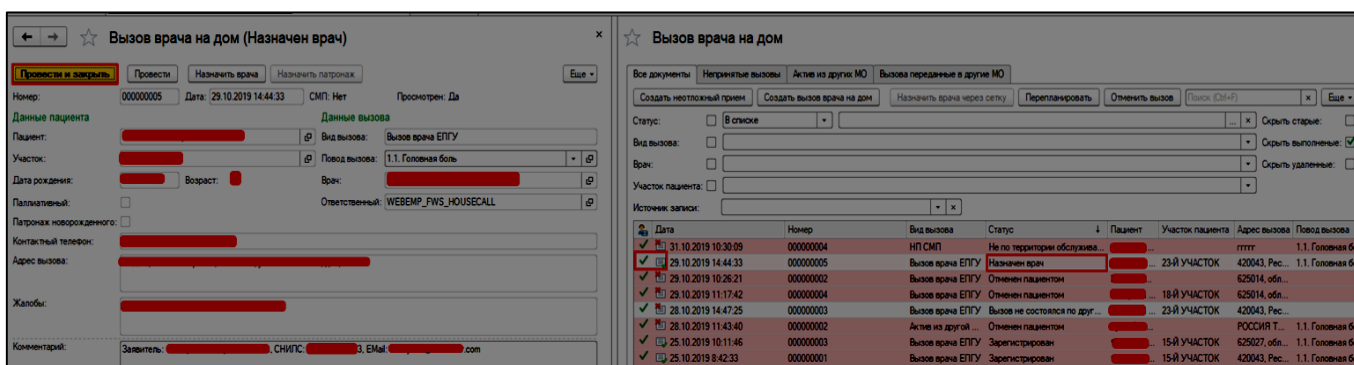 Вызов врача на дом (Назначен врач) ×
Провести и закрыть Провести Назначить врача Назначить патронаж Еще
Номер: 000000005 Дата: 29.10.2019 14:44:33 СМП: Нет Просмотрен: Да
Данные пациента Данные вызова
Пациент: Вид вызова: Вызов врача ЕПГУ
Участок: Повод вызова: 1.1. Головная боль
Дата рождения: Возраст: Врач:
Паллиативный: Ответственный: WEBEMP_FWS_HOUSECALL
Патронаж новорожденного:
Контактный телефон:
Адрес вызова:
Жалобы:
Комментарий: Заявитель: , СНИПС: 3, EMail: .com
Вызов врача на дом
Все документы Непринятые вызовы Актив из других МО Вызова переданные в другие МО
Создать неотложный прием Создать вызов врача на дом Назначить врача через сетку Перепланировать Отменить вызов Поиск (Ctrl+F) × Еще
Статус: В списке ... × Скрыть старые:
Вид вызова: Скрыть выполненые:
Врач: Скрыть удаленные:
Участок пациента:
Источник записи: ×
Дата Номер Вид вызова Статус ↓ Пациент Участок пациента Адрес вызова Повод вызова
31.10.2019 10:30:09 000000004 НП СМП Не по территории обслужива... ... rrrrr 1.1. Головная б
29.10.2019 14:44:33 000000005 Вызов врача ЕПГУ Назначен врач ... 23-Й УЧАСТОК 420043, Рес... 1.1. Головная б
29.10.2019 10:26:21 000000002 Вызов врача ЕПГУ Отменен пациентом ... 625014, обл...
29.10.2019 11:17:42 000000004 Вызов врача ЕПГУ Отменен пациентом ... 18-Й УЧАСТОК 625014, обл...
28.10.2019 14:47:25 000000003 Вызов врача ЕПГУ Вызов не состоялся по друг... ... 23-Й УЧАСТОК 420043, Рес...
28.10.2019 11:43:40 000000002 Актив из другой ... Отменен пациентом ... РОССИЯ Т... 1.1. Головная б
25.10.2019 10:11:46 000000003 Вызов врача ЕПГУ Зарегистрирован ... 15-Й УЧАСТОК 625027, обл... 1.1. Головная б
25.10.2019 8:42:33 000000001 Вызов врача ЕПГУ Зарегистрирован ... 15-Й УЧАСТОК 420043, Рес... 1.1. Головная б